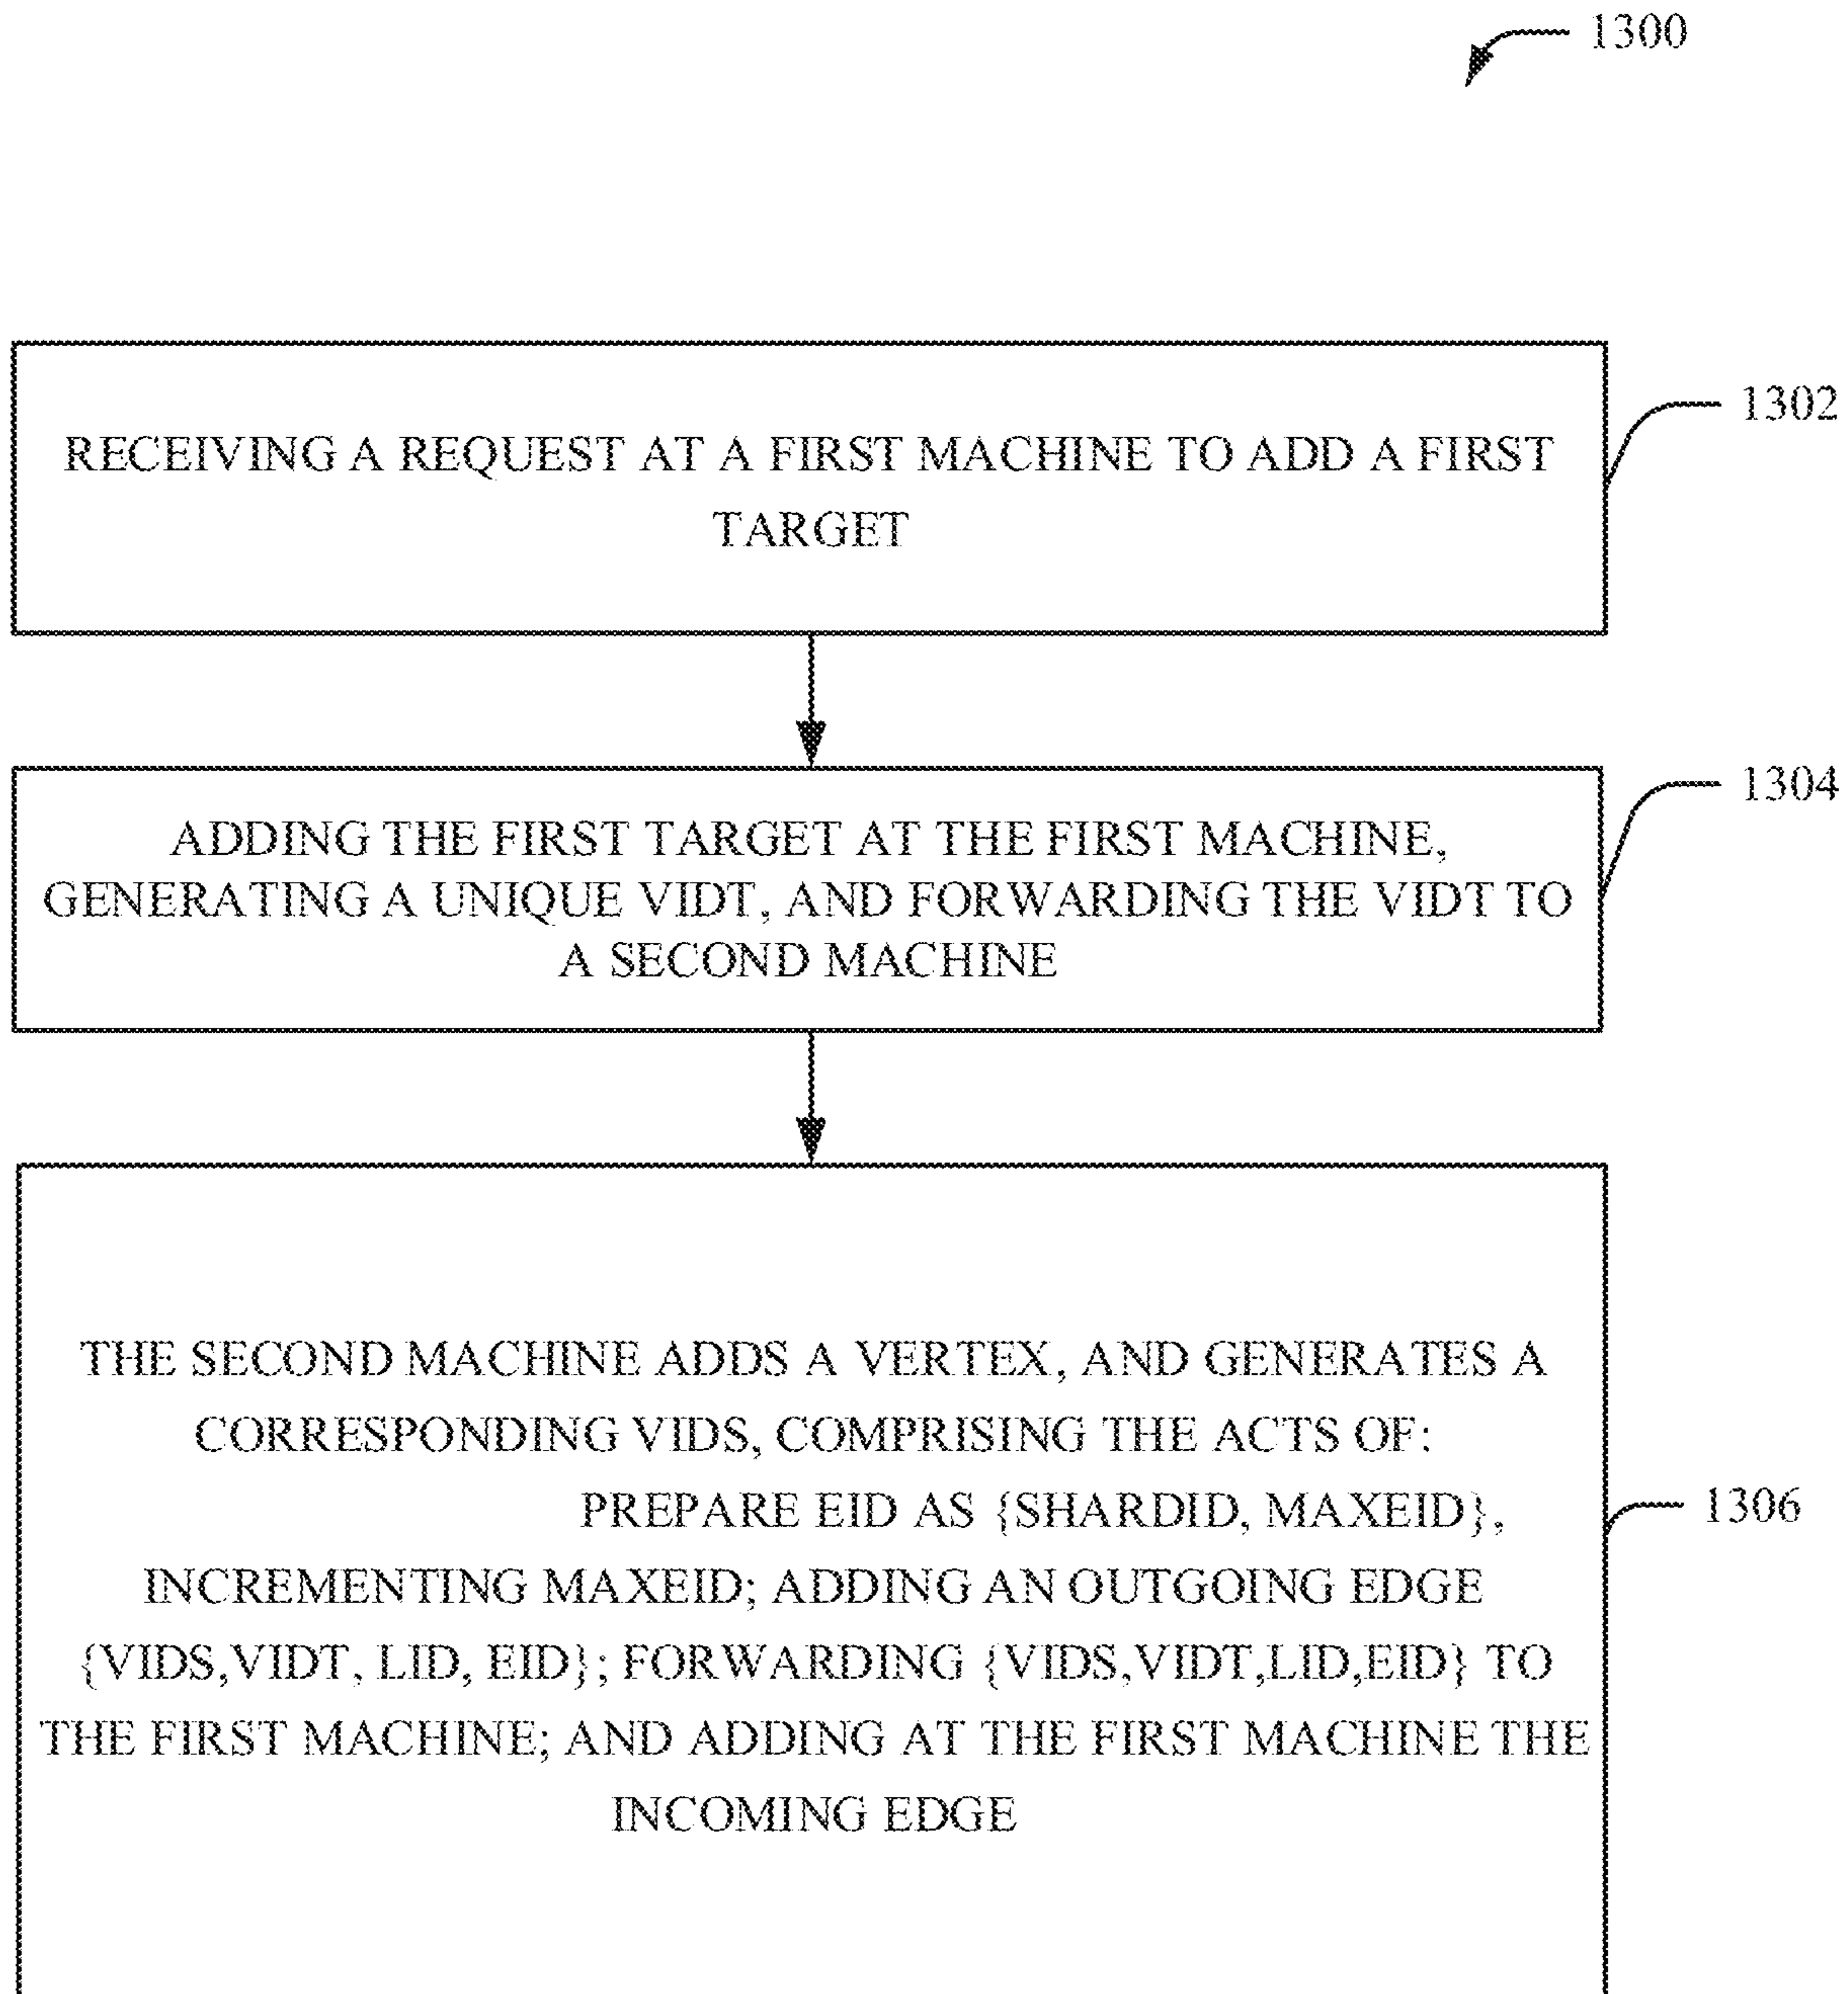 1300
RECEIVING A REQUEST AT A FIRST MACHINE TO ADD A FIRST
TARGET
1302
ADDING THE FIRST TARGET AT THE FIRST MACHINE,
GENERATING A UNIQUE VIDT, AND FORWARDING THE VIDT TO
A SECOND MACHINE
1304
THE SECOND MACHINE ADDS A VERTEX, AND GENERATES A
CORRESPONDING VIDS, COMPRISING THE ACTS OF:
PREPARE EID AS {SHARDID, MAXEID},
INCREMENTING MAXEID; ADDING AN OUTGOING EDGE
{VIDS,VIDT, LID, EID}; FORWARDING {VIDS,VIDT,LID,EID} TO
THE FIRST MACHINE; AND ADDING AT THE FIRST MACHINE THE
INCOMING EDGE
1306